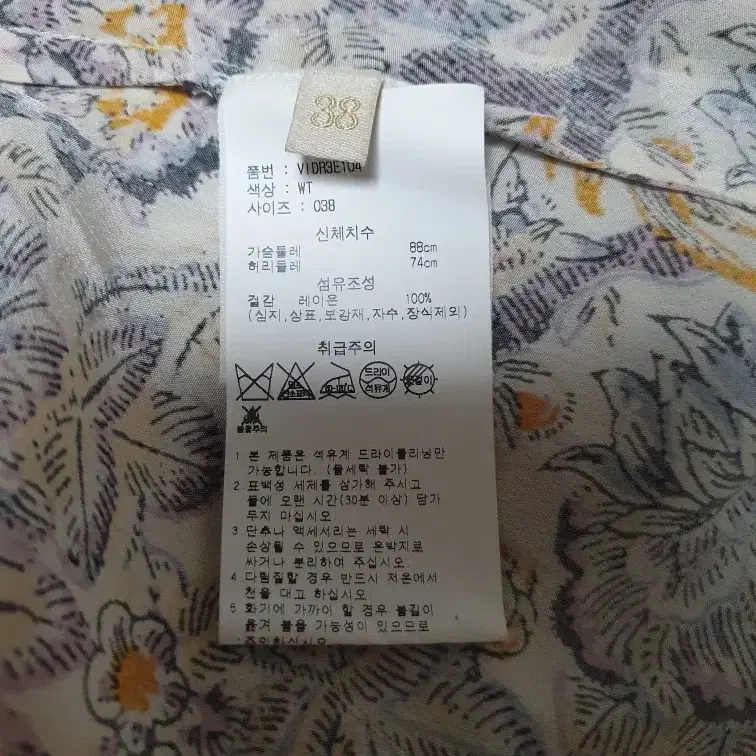 38
품번 : VIDR3E104
색상 : WT
사이즈 : 038
신체치수
가슴둘레 88cm
허리둘레 74cm
섬유조성
겉감 레이온 100%
(심지,상표,보강재,자수,장식제외)
취급주의
드라이
석유계
불꽃주의
1. 본 제품은 석유계 드라이클리닝만
가능합니다. (물세탁 불가)
2. 표백성 세제를 삼가해 주시고
물에 오랜 시간(30분 이상) 담가
두지 마십시오
3. 단추나 액세서리는 세탁 시
손상될 수 있으므로 은박지로
싸거나 분리하여 주십시오
4. 다림질할 경우 반드시 저온에서
천을 대고 하십시오
5. 화기에 가까이 할 경우 불길이
옮겨 붙을 가능성이 있으므로
주의하십시오